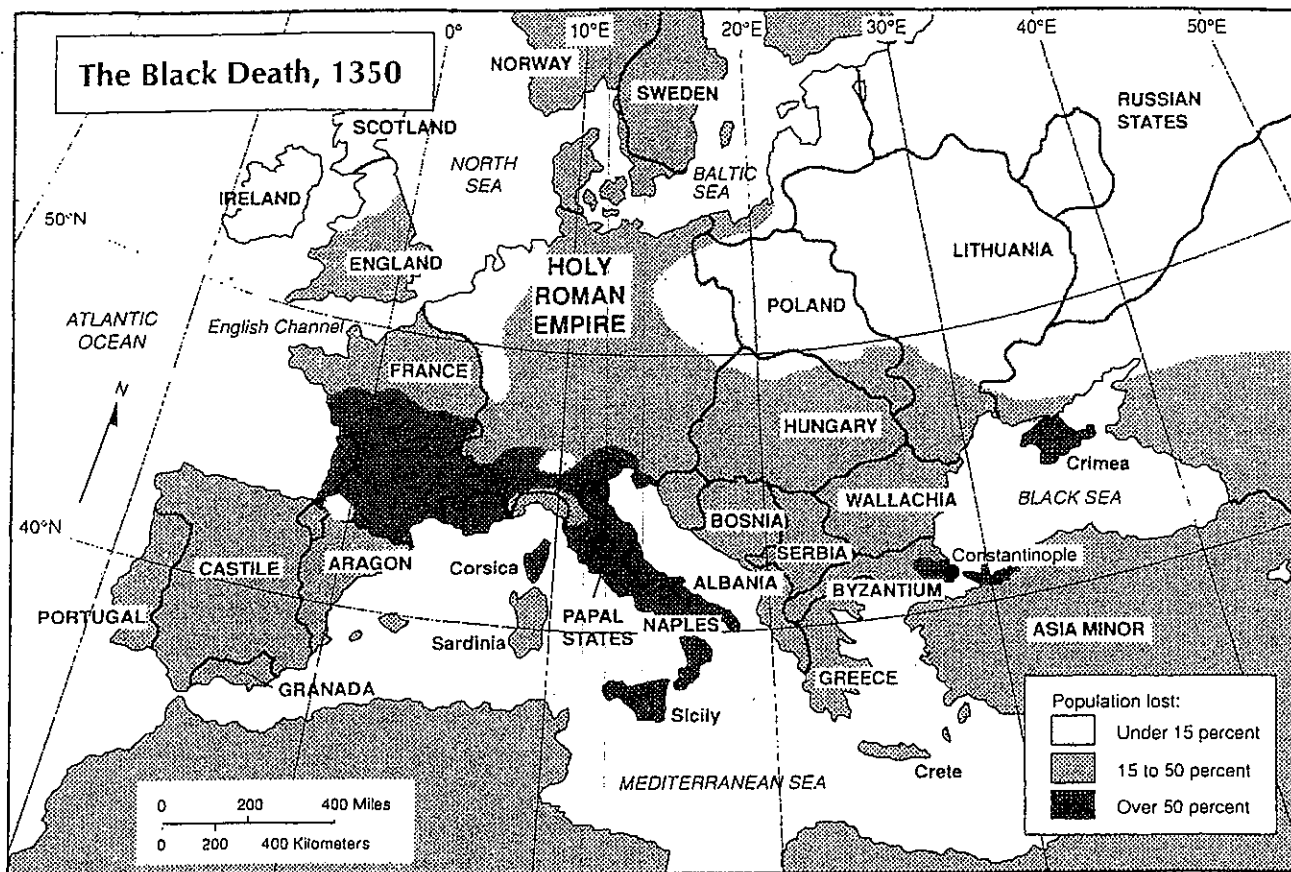 The Black Death, 1350
0°
10°E
20°E
30°E
40°E
50°E
50°N
40°N
NORWAY
SWEDEN
RUSSIAN
STATES
SCOTLAND
NORTH
SEA
BALTIC
SEA
IRELAND
ENGLAND
HOLY
ROMAN
EMPIRE
LITHUANIA
POLAND
ATLANTIC
OCEAN
English Channel
FRANCE
N
HUNGARY
Crimea
WALLACHIA
BLACK SEA
BOSNIA
SERBIA
Constantinople
CASTILE
ARAGON
Corsica
ALBANIA
BYZANTIUM
PORTUGAL
Sardinia
PAPAL
STATES
NAPLES
ASIA MINOR
GRANADA
GREECE
Sicily
Crete
MEDITERRANEAN SEA
Population lost:
Under 15 percent
15 to 50 percent
Over 50 percent
0 200 400 Miles
0 200 400 Kilometers